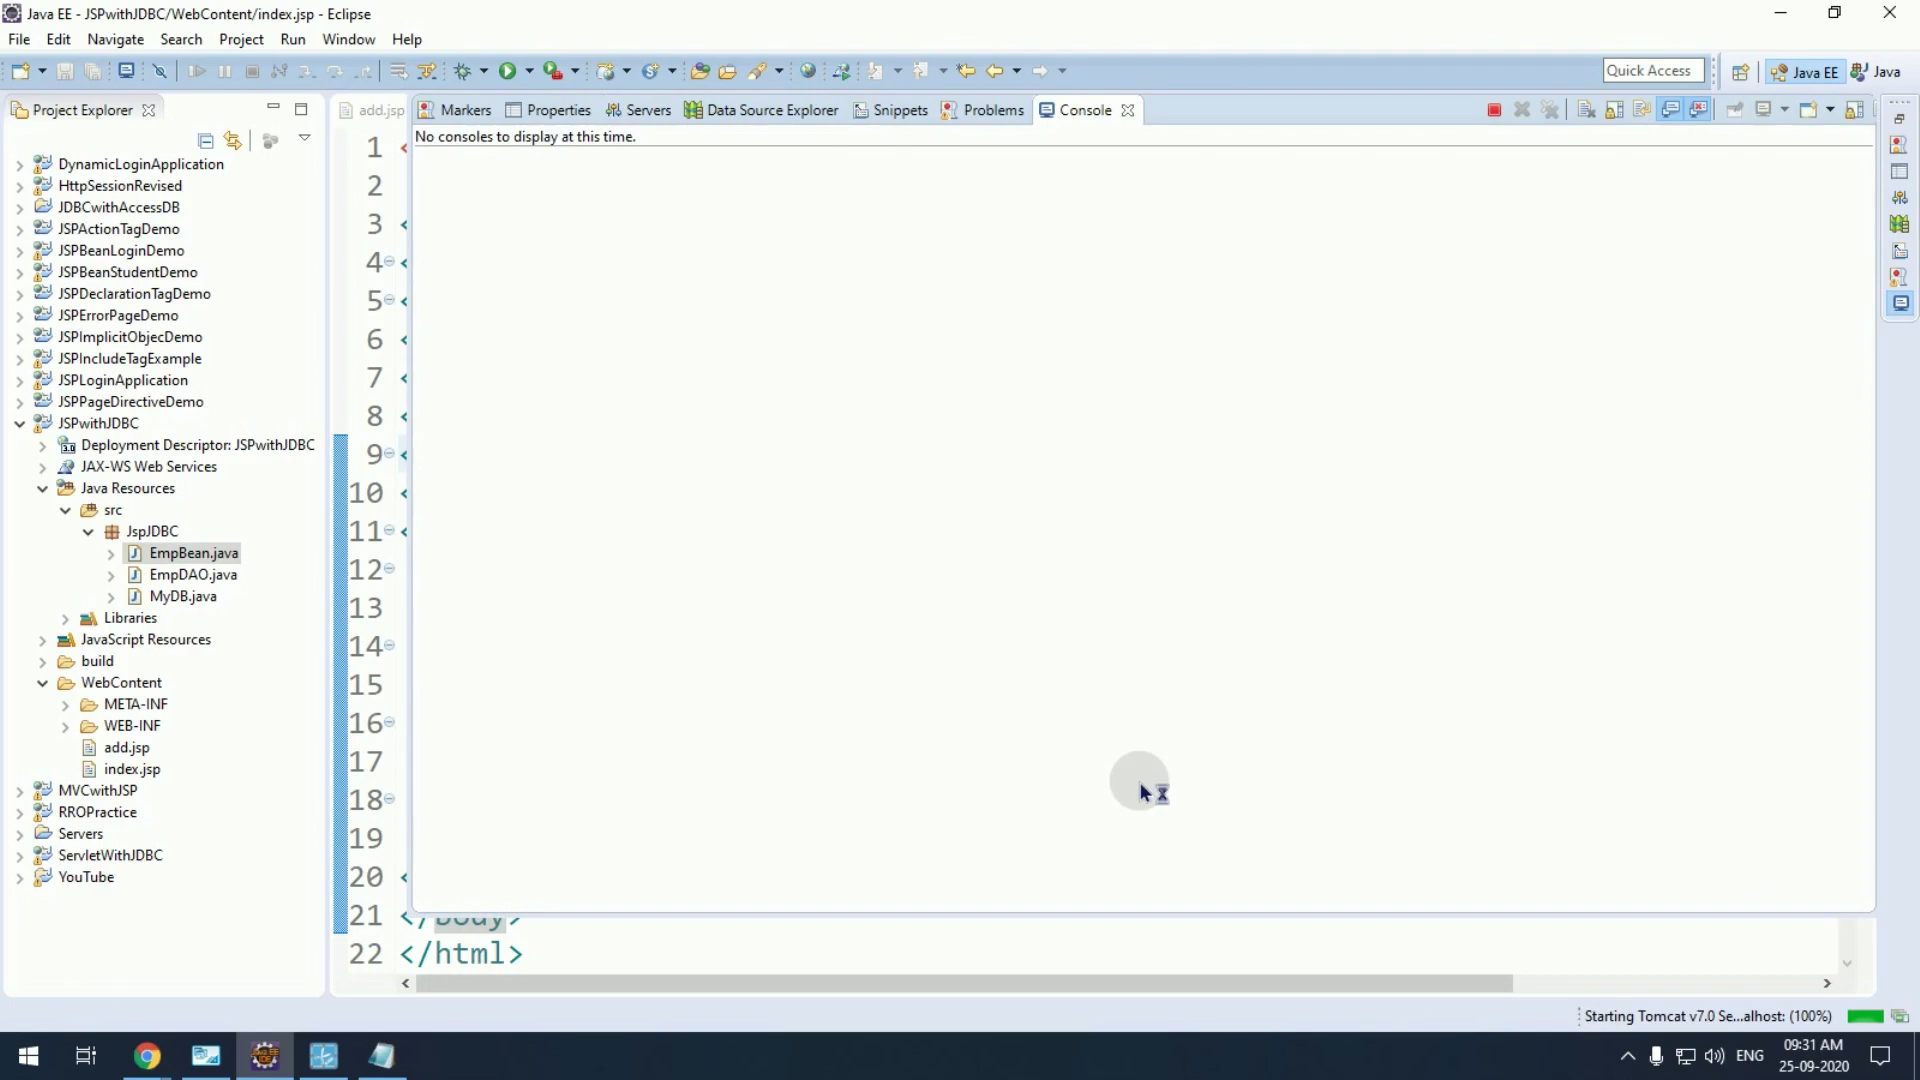 Java EE - JSPwithJDBC/WebContent/index.jsp - Eclipse
File Edit Navigate Search Project Run Window Help
Quick Access
Java EE
Java
Project Explorer
add.jsp
Markers
Properties
Servers
Data Source Explorer
Snippets
Problems
Console
No consoles to display at this time.
DynamicLoginApplication
HttpSessionRevised
JDBCwithAccessDB
JSPActionTagDemo
JSPBeanLoginDemo
JSPBeanStudentDemo
JSPDeclarationTagDemo
JSPErrorPageDemo
JSPImplicitObjecDemo
JSPIncludeTagExample
JSPLoginApplication
JSPPageDirectiveDemo
JSPwithJDBC
Deployment Descriptor: JSPwithJDBC
JAX-WS Web Services
Java Resources
src
JspJDBC
EmpBean.java
EmpDAO.java
MyDB.java
Libraries
JavaScript Resources
build
WebContent
META-INF
WEB-INF
add.jsp
index.jsp
MVCwithJSP
RROPractice
Servers
ServletWithJDBC
YouTube
1 <
2
3 <
4 <
5 <
6 <
7 <
8 <
9 <
10 <
11 <
12
13
14
15
16
17
18
19
20 <
21 </body>
22 </html>
Starting Tomcat v7.0 Se...alhost: (100%)
ENG
09:31 AM
25-09-2020